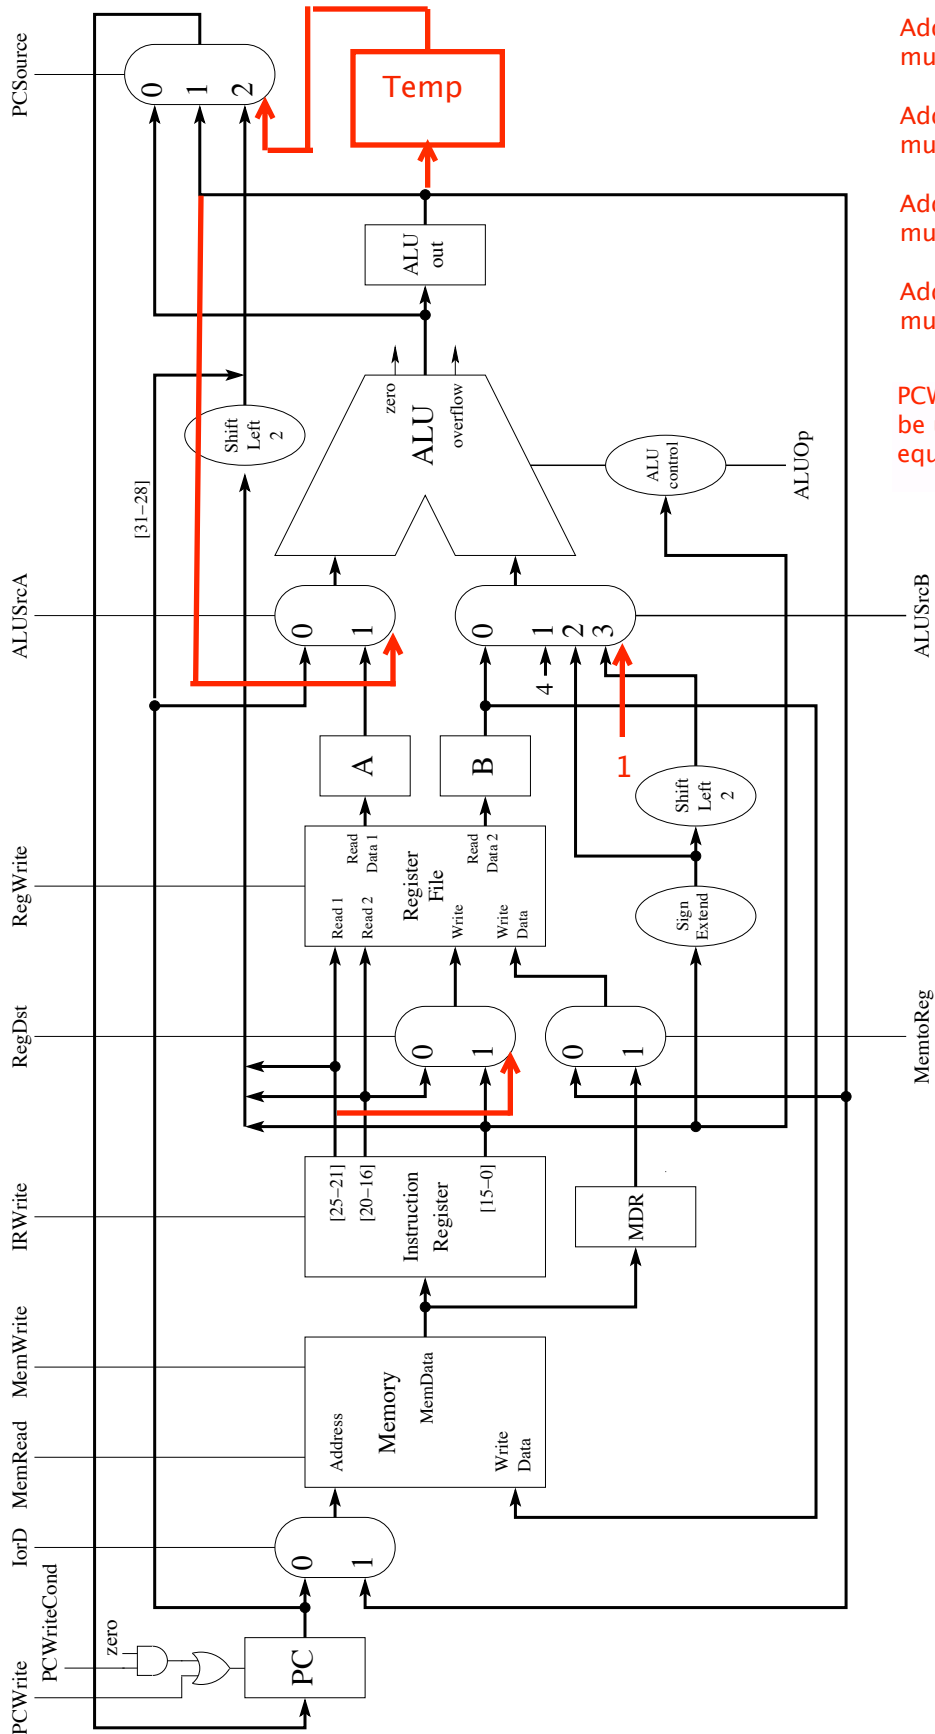 PCSource
0
1
2
Temp
Shift
Left
2
[31–28]
ALU
out
zero
ALU
overflow
ALU
control
ALUOp
ALUSrcA
0
1
0
1
2
3
4
1
ALUSrcB
A
B
Shift
Left
2
RegWrite
Read 1
Read 2
Read
Data 1
Register
File
Write
Write
Data
Read
Data 2
Sign
Extend
RegDst
0
1
0
1
MemtoReg
IRWrite
[25–21]
[20–16]
[15–0]
Instruction
Register
MDR
MemWrite
MemRead
Address
Memory
MemData
Write
Data
IorD
0
1
PCWriteCond
zero
PCWrite
PC
be